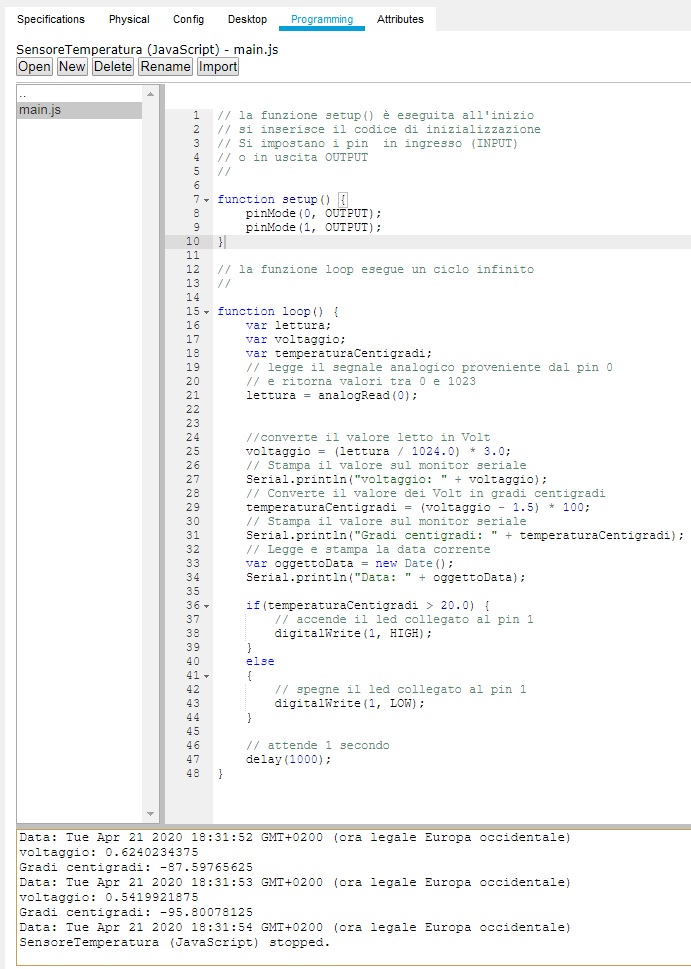 Specifications Physical Config Desktop Programming Attributes
SensoreTemperatura (JavaScript) - main.js
Open New Delete Rename Import
..
main.js
1 // la funzione setup() è eseguita all'inizio
2 // si inserisce il codice di inizializzazione
3 // Si impostano i pin  in ingresso (INPUT)
4 // o in uscita OUTPUT
5 //
6
7 function setup() {
8     pinMode(0, OUTPUT);
9     pinMode(1, OUTPUT);
10 }
11
12 // la funzione loop esegue un ciclo infinito
13 //
14
15 function loop() {
16     var lettura;
17     var voltaggio;
18     var temperaturaCentigradi;
19     // legge il segnale analogico proveniente dal pin 0
20     // e ritorna valori tra 0 e 1023
21     lettura = analogRead(0);
22
23
24     //converte il valore letto in Volt
25     voltaggio = (lettura / 1024.0) * 3.0;
26     // Stampa il valore sul monitor seriale
27     Serial.println("voltaggio: " + voltaggio);
28     // Converte il valore dei Volt in gradi centigradi
29     temperaturaCentigradi = (voltaggio - 1.5) * 100;
30     // Stampa il valore sul monitor seriale
31     Serial.println("Gradi centigradi: " + temperaturaCentigradi);
32     // Legge e stampa la data corrente
33     var oggettoData = new Date();
34     Serial.println("Data: " + oggettoData);
35
36     if(temperaturaCentigradi > 20.0) {
37         // accende il led collegato al pin 1
38         digitalWrite(1, HIGH);
39     }
40     else
41     {
42         // spegne il led collegato al pin 1
43         digitalWrite(1, LOW);
44     }
45
46     // attende 1 secondo
47     delay(1000);
48 }
Data: Tue Apr 21 2020 18:31:52 GMT+0200 (ora legale Europa occidentale)
voltaggio: 0.6240234375
Gradi centigradi: -87.59765625
Data: Tue Apr 21 2020 18:31:53 GMT+0200 (ora legale Europa occidentale)
voltaggio: 0.5419921875
Gradi centigradi: -95.80078125
Data: Tue Apr 21 2020 18:31:54 GMT+0200 (ora legale Europa occidentale)
SensoreTemperatura (JavaScript) stopped.